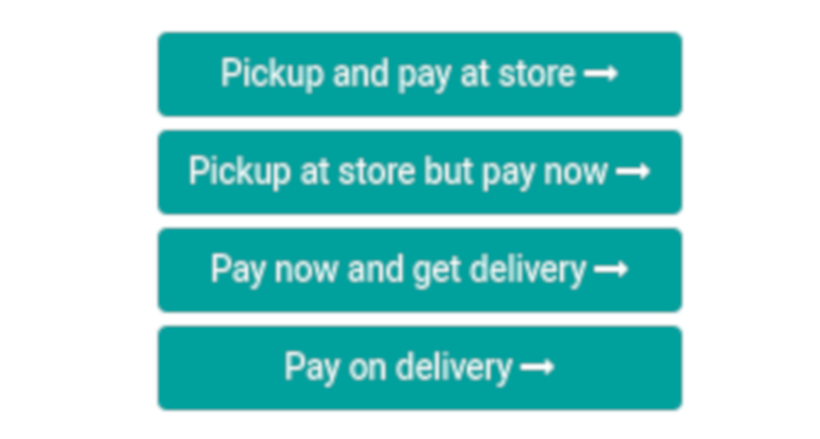 Pickup and pay at store →
Pickup at store but pay now →
Pay now and get delivery →
Pay on delivery →